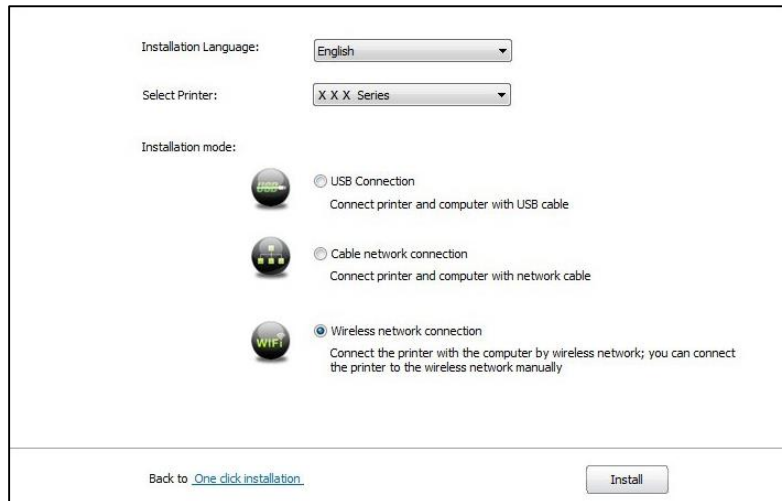 Installation Language:
English
Select Printer:
X X X Series
Installation mode:
USB
USB Connection
Connect printer and computer with USB cable
Cable network connection
Connect printer and computer with network cable
WiFi
Wireless network connection
Connect the printer with the computer by wireless network; you can connect
the printer to the wireless network manually
Back to One click installation
Install